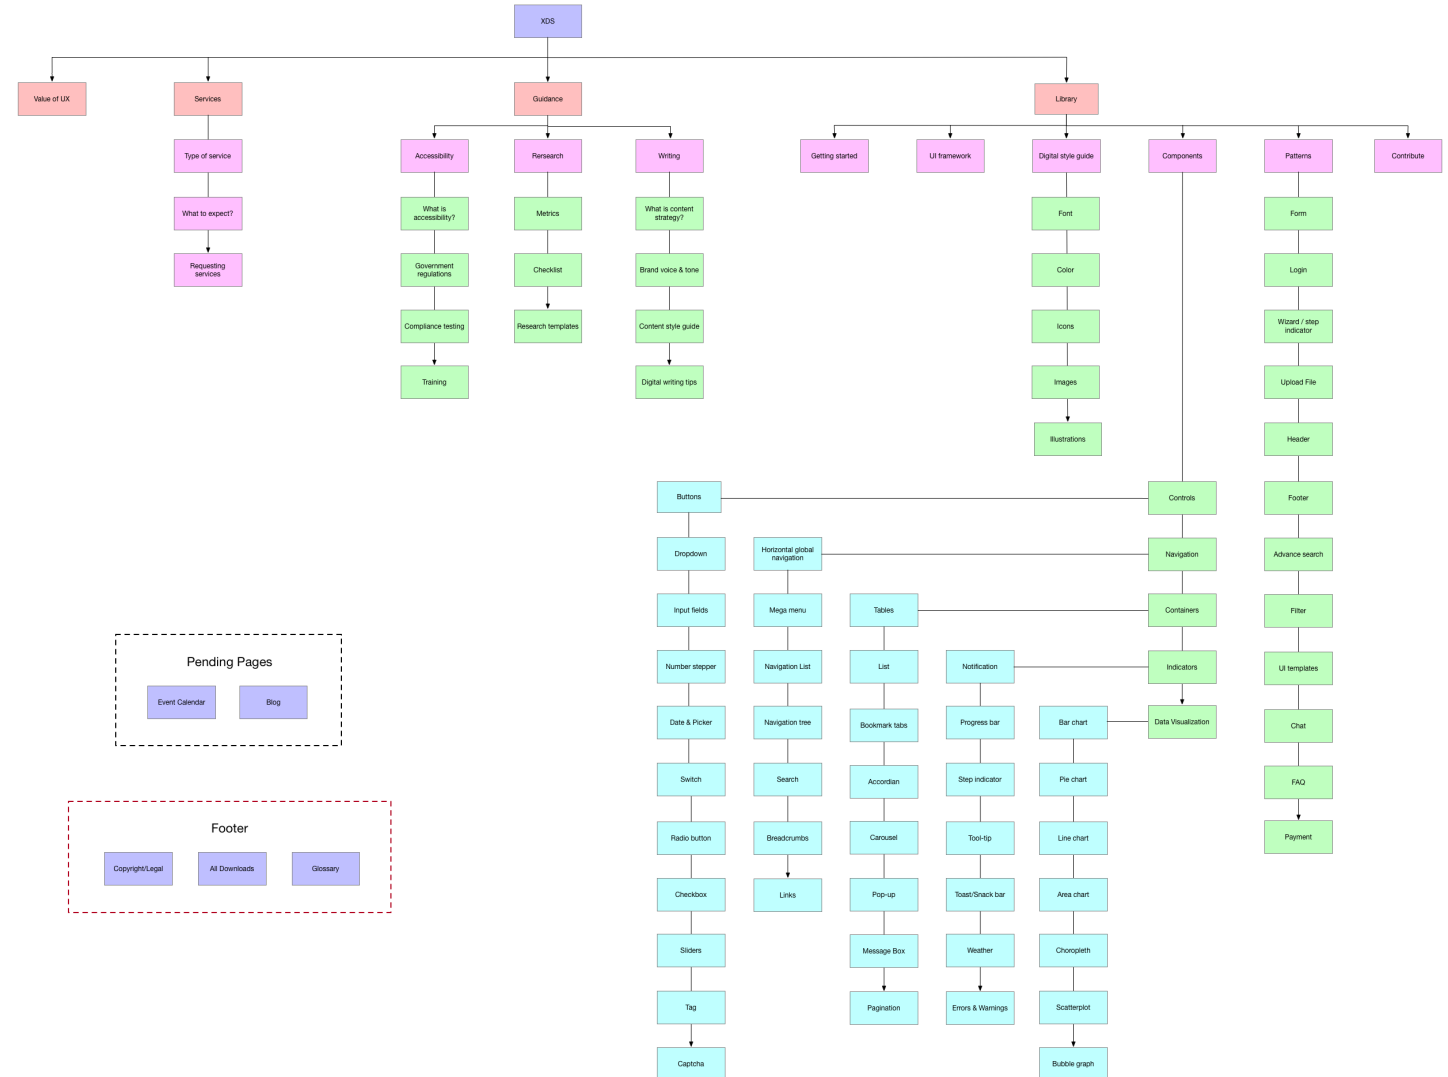 XDS
Value of UX
Services
Guidance
Library
Type of service
Accessibility
Rersearch
Writing
Getting started
UI framework
Digital style guide
Components
Patterns
Contribute
What to expect?
What is
accessibility?
Metrics
What is content
strategy?
Font
Form
Requesting
services
Government
regulations
Checklist
Brand voice & tone
Color
Login
Compliance testing
Research templates
Content style guide
Icons
Wizard / step
indicator
Training
Digital writing tips
Images
Upload File
Illustrations
Header
Buttons
Controls
Footer
Dropdown
Horizontal global
navigation
Navigation
Advance search
Input fields
Mega menu
Tables
Containers
Filter
Pending Pages
Number stepper
Navigation List
List
Notification
Indicators
UI templates
Event Calendar
Blog
Date & Picker
Navigation tree
Bookmark tabs
Progress bar
Bar chart
Data Visualization
Chat
Switch
Search
Accordian
Step indicator
Pie chart
FAQ
Footer
Radio button
Breadcrumbs
Carousel
Tool-tip
Line chart
Payment
Copyright/Legal
All Downloads
Glossary
Checkbox
Links
Pop-up
Toast/Snack bar
Area chart
Sliders
Message Box
Weather
Choropleth
Tag
Pagination
Errors & Warnings
Scatterplot
Captcha
Bubble graph